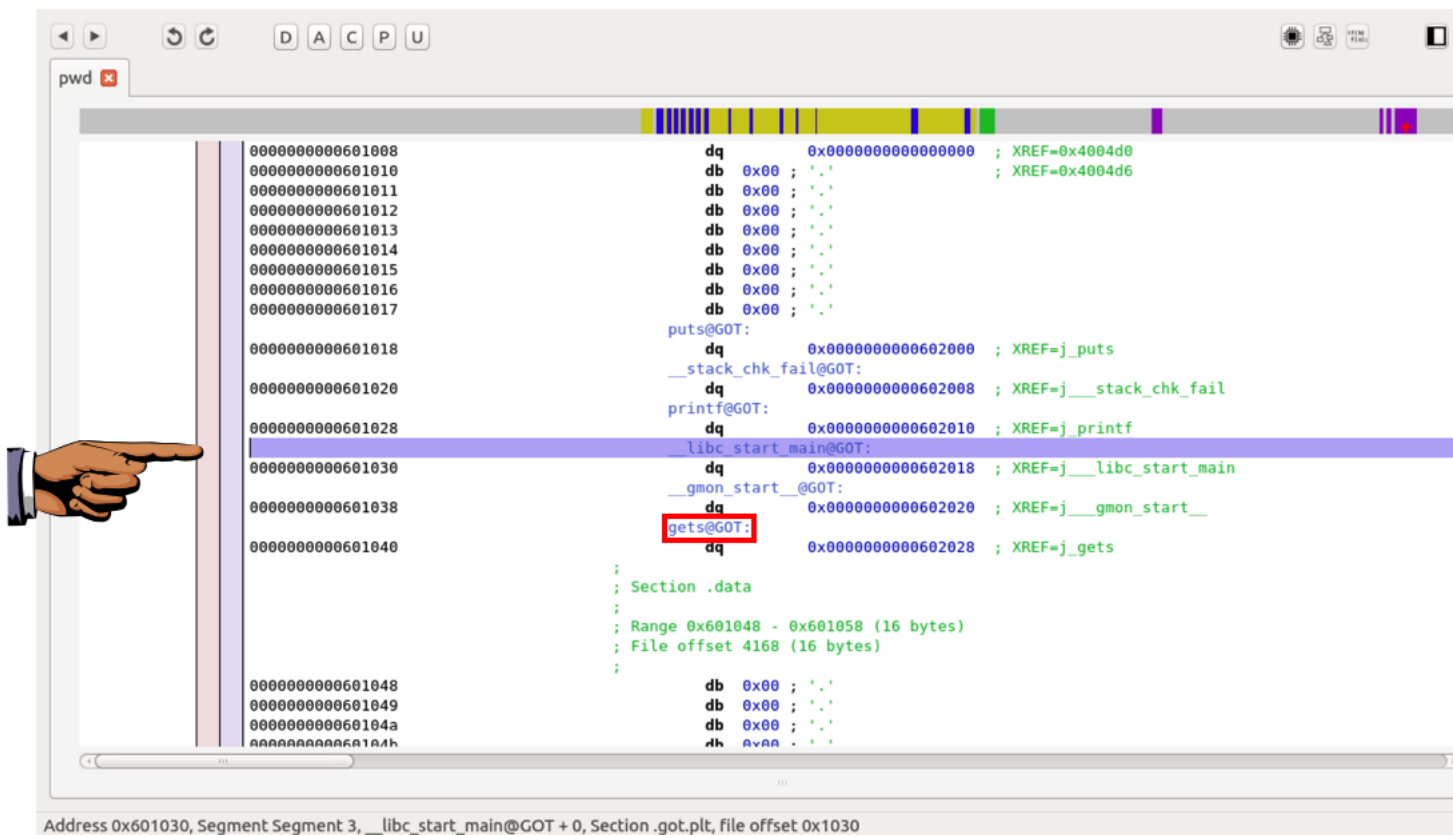 D A C P U
pwd
0000000000601008 dq 0x0000000000000000 ; XREF=0x4004d0
0000000000601010 db 0x00 ; '.' ; XREF=0x4004d6
0000000000601011 db 0x00 ; '.'
0000000000601012 db 0x00 ; '.'
0000000000601013 db 0x00 ; '.'
0000000000601014 db 0x00 ; '.'
0000000000601015 db 0x00 ; '.'
0000000000601016 db 0x00 ; '.'
0000000000601017 db 0x00 ; '.'
puts@GOT:
0000000000601018 dq 0x0000000000602000 ; XREF=j_puts
__stack_chk_fail@GOT:
0000000000601020 dq 0x0000000000602008 ; XREF=j___stack_chk_fail
printf@GOT:
0000000000601028 dq 0x0000000000602010 ; XREF=j_printf
__libc_start_main@GOT:
0000000000601030 dq 0x0000000000602018 ; XREF=j___libc_start_main
__gmon_start__@GOT:
0000000000601038 dq 0x0000000000602020 ; XREF=j___gmon_start__
gets@GOT:
0000000000601040 dq 0x0000000000602028 ; XREF=j_gets
;
; Section .data
;
; Range 0x601048 - 0x601058 (16 bytes)
; File offset 4168 (16 bytes)
;
0000000000601048 db 0x00 ; '.'
0000000000601049 db 0x00 ; '.'
000000000060104a db 0x00 ; '.'
000000000060104b db 0x00 ; '.'
Address 0x601030, Segment Segment 3, __libc_start_main@GOT + 0, Section .got.plt, file offset 0x1030